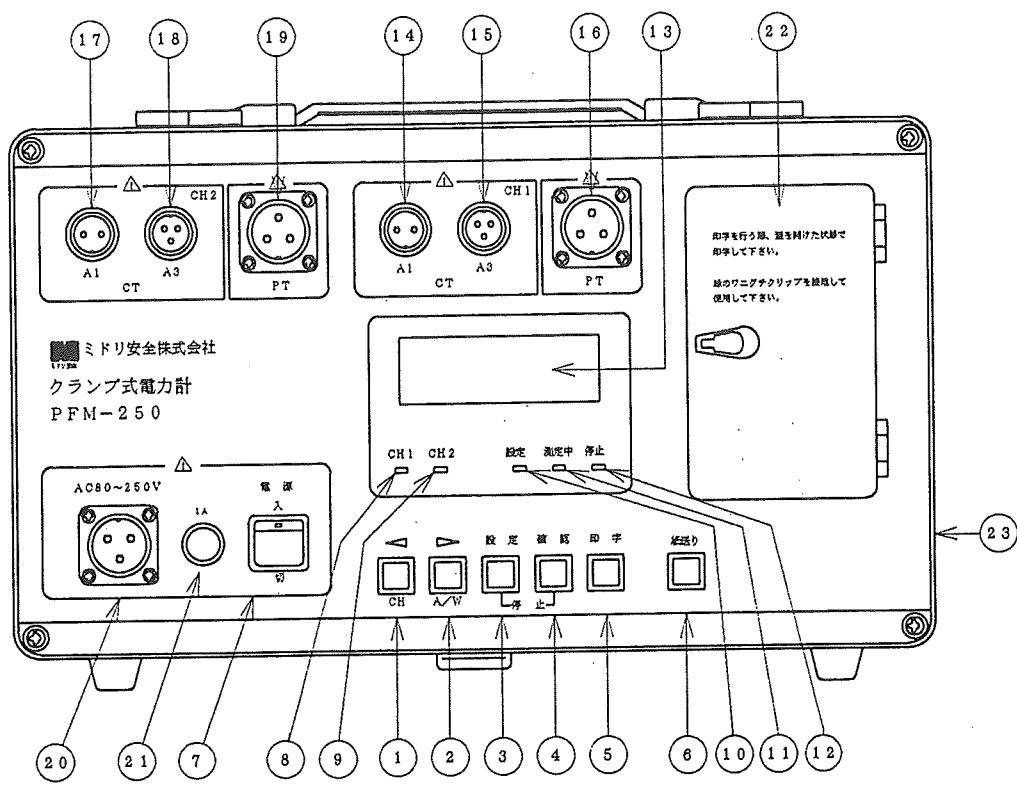 17 18 19 14 15 16 13 22
CH2
A1 A3
CT
PT
CH1
A1 A3
CT
PT
印字を行う際、蓋を開けた状態で
印字して下さい。
緑のワニグチクリップを接地して
使用して下さい。
ミドリ安全株式会社
クランプ式電力計
PFM-250
CH1 CH2 設定 測定中 停止
AC80~250V
1A
電源
入
切
23
設定 確認 印字 紙送り
CH A/W 停止
20 21 7 8 9 1 2 3 4 5 6 10 11 12